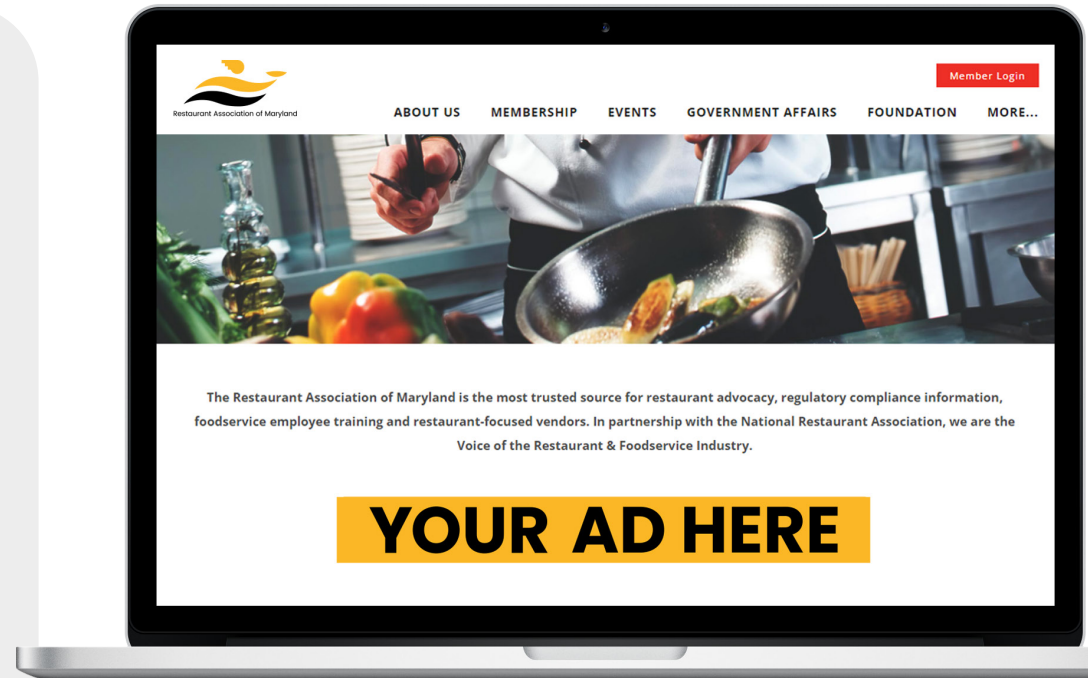 Member Login
Restaurant Association of Maryland
ABOUT US MEMBERSHIP EVENTS GOVERNMENT AFFAIRS FOUNDATION MORE...
The Restaurant Association of Maryland is the most trusted source for restaurant advocacy, regulatory compliance information,
foodservice employee training and restaurant-focused vendors. In partnership with the National Restaurant Association, we are the
Voice of the Restaurant & Foodservice Industry.
YOUR AD HERE